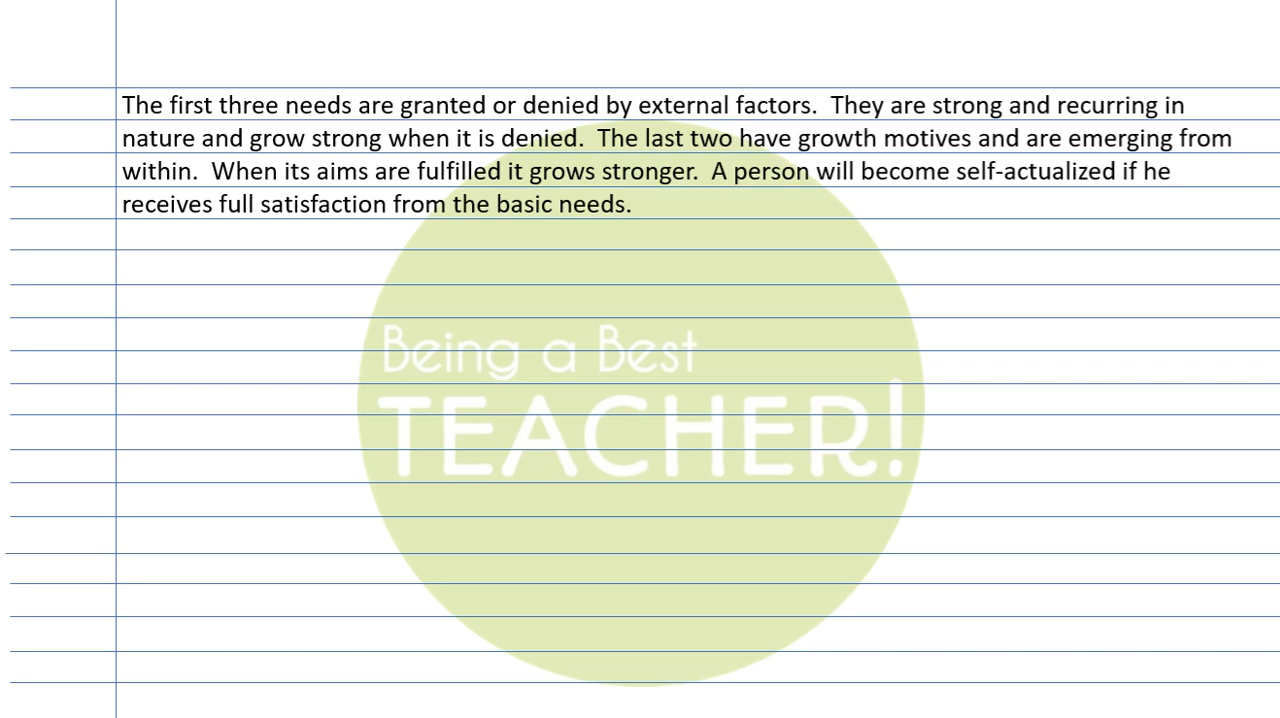 The first three needs are granted or denied by external factors.  They are strong and recurring in
nature and grow strong when it is denied.  The last two have growth motives and are emerging from
within.  When its aims are fulfilled it grows stronger.  A person will become self-actualized if he
receives full satisfaction from the basic needs.
Being a Best
TEACHER!